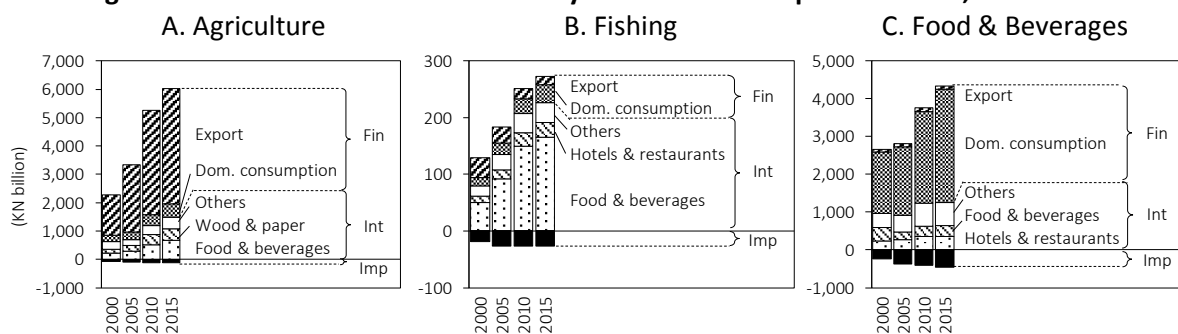 A. Agriculture
B. Fishing
C. Food & Beverages
(KN billion)
7,000
6,000
5,000
4,000
3,000
2,000
1,000
0
-1,000
Export
Dom. consumption
Others
Wood & paper
Food & beverages
Fin
Int
Imp
2000
2005
2010
2015
300
200
100
0
-100
Export
Dom. consumption
Others
Hotels & restaurants
Food & beverages
Fin
Int
Imp
2000
2005
2010
2015
5,000
4,000
3,000
2,000
1,000
0
-1,000
Export
Dom. consumption
Others
Food & beverages
Hotels & restaurants
Fin
Int
Imp
2000
2005
2010
2015